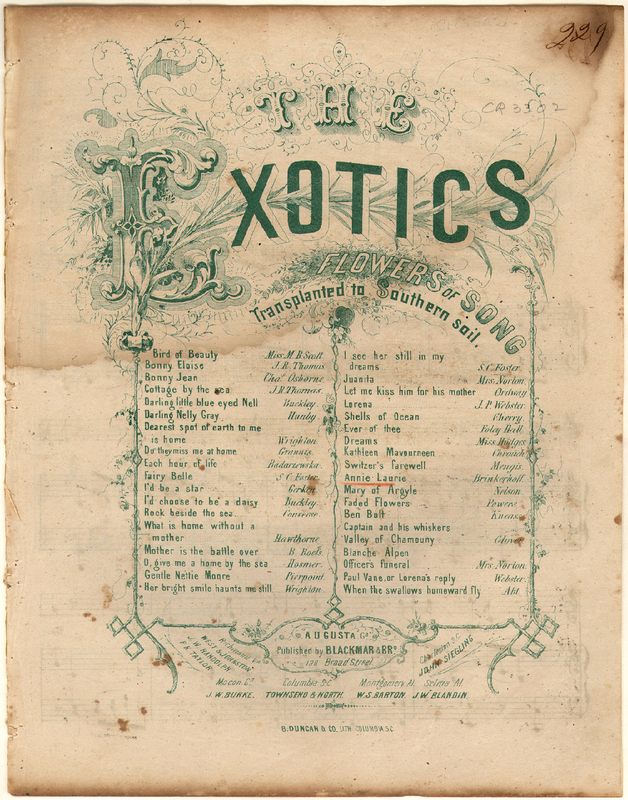 229
CR 3302
THE
EXOTICS
FLOWERS OF SONG
Transplanted to Southern soil.
Bird of Beauty Miss M. B. Scott.
Bonny Eloise J. R. Thomas
Bonny Jean Chas Osborne
Cottage by the sea J.R. Thomas.
Darling little blue eyed Nell Buckley.
Darling Nelly Gray Hanby
Dearest spot of earth to me
is home Wrighton.
Do they miss me at home Grannis
Each hour of life Badarzewska
Fairy Belle S C Foster
I'd be a star
I'd choose to be a daisy Buckley.
Rock beside the sea Converse
What is home without a
mother Hawthorne
Mother is the battle over B. Roefs
O, give me a home by the sea Hosmer.
Gentle Nettie Moore Pierpont
Her bright smile haunts me still Wrighton
I see her still in my
dreams S.C. Foster.
Juanita Miss Norton
Let me kiss him for his mother Ordway
Lorena J. P. Webster
Shells of Ocean Cherry
Ever of thee Foley Hall
Dreams Miss Hodges
Kathleen Mavourneen Crouch
Switzer's farewell
Annie Laurie Brinkerhoff
Mary of Argyle Nelson
Faded Flowers Powers
Ben Bolt Kneass
Captain and his whiskers
Valley of Chamouny Glover
Blanche Alpen
Officer's funeral Mrs. Norton
Paul Vane, or Lorena's reply Webster
When the swallows homeward fly Abt
AUGUSTA Ga.
Published by BLACKMAR & BRO.
199 Broad Street
Richmond Va
WEST & JOHNSTON
J.W. RANDOLPH
Charleston S.C.
JOHN SIEGLING
Macon Ga. Columbia S.C. Montgomery Al. Selma Al
J. W. BURKE. TOWNSEND & NORTH. W. S. BARTON. J. W. BLANDIN.
B. DUNCAN & CO. LITH. COLUMBIA S.C.